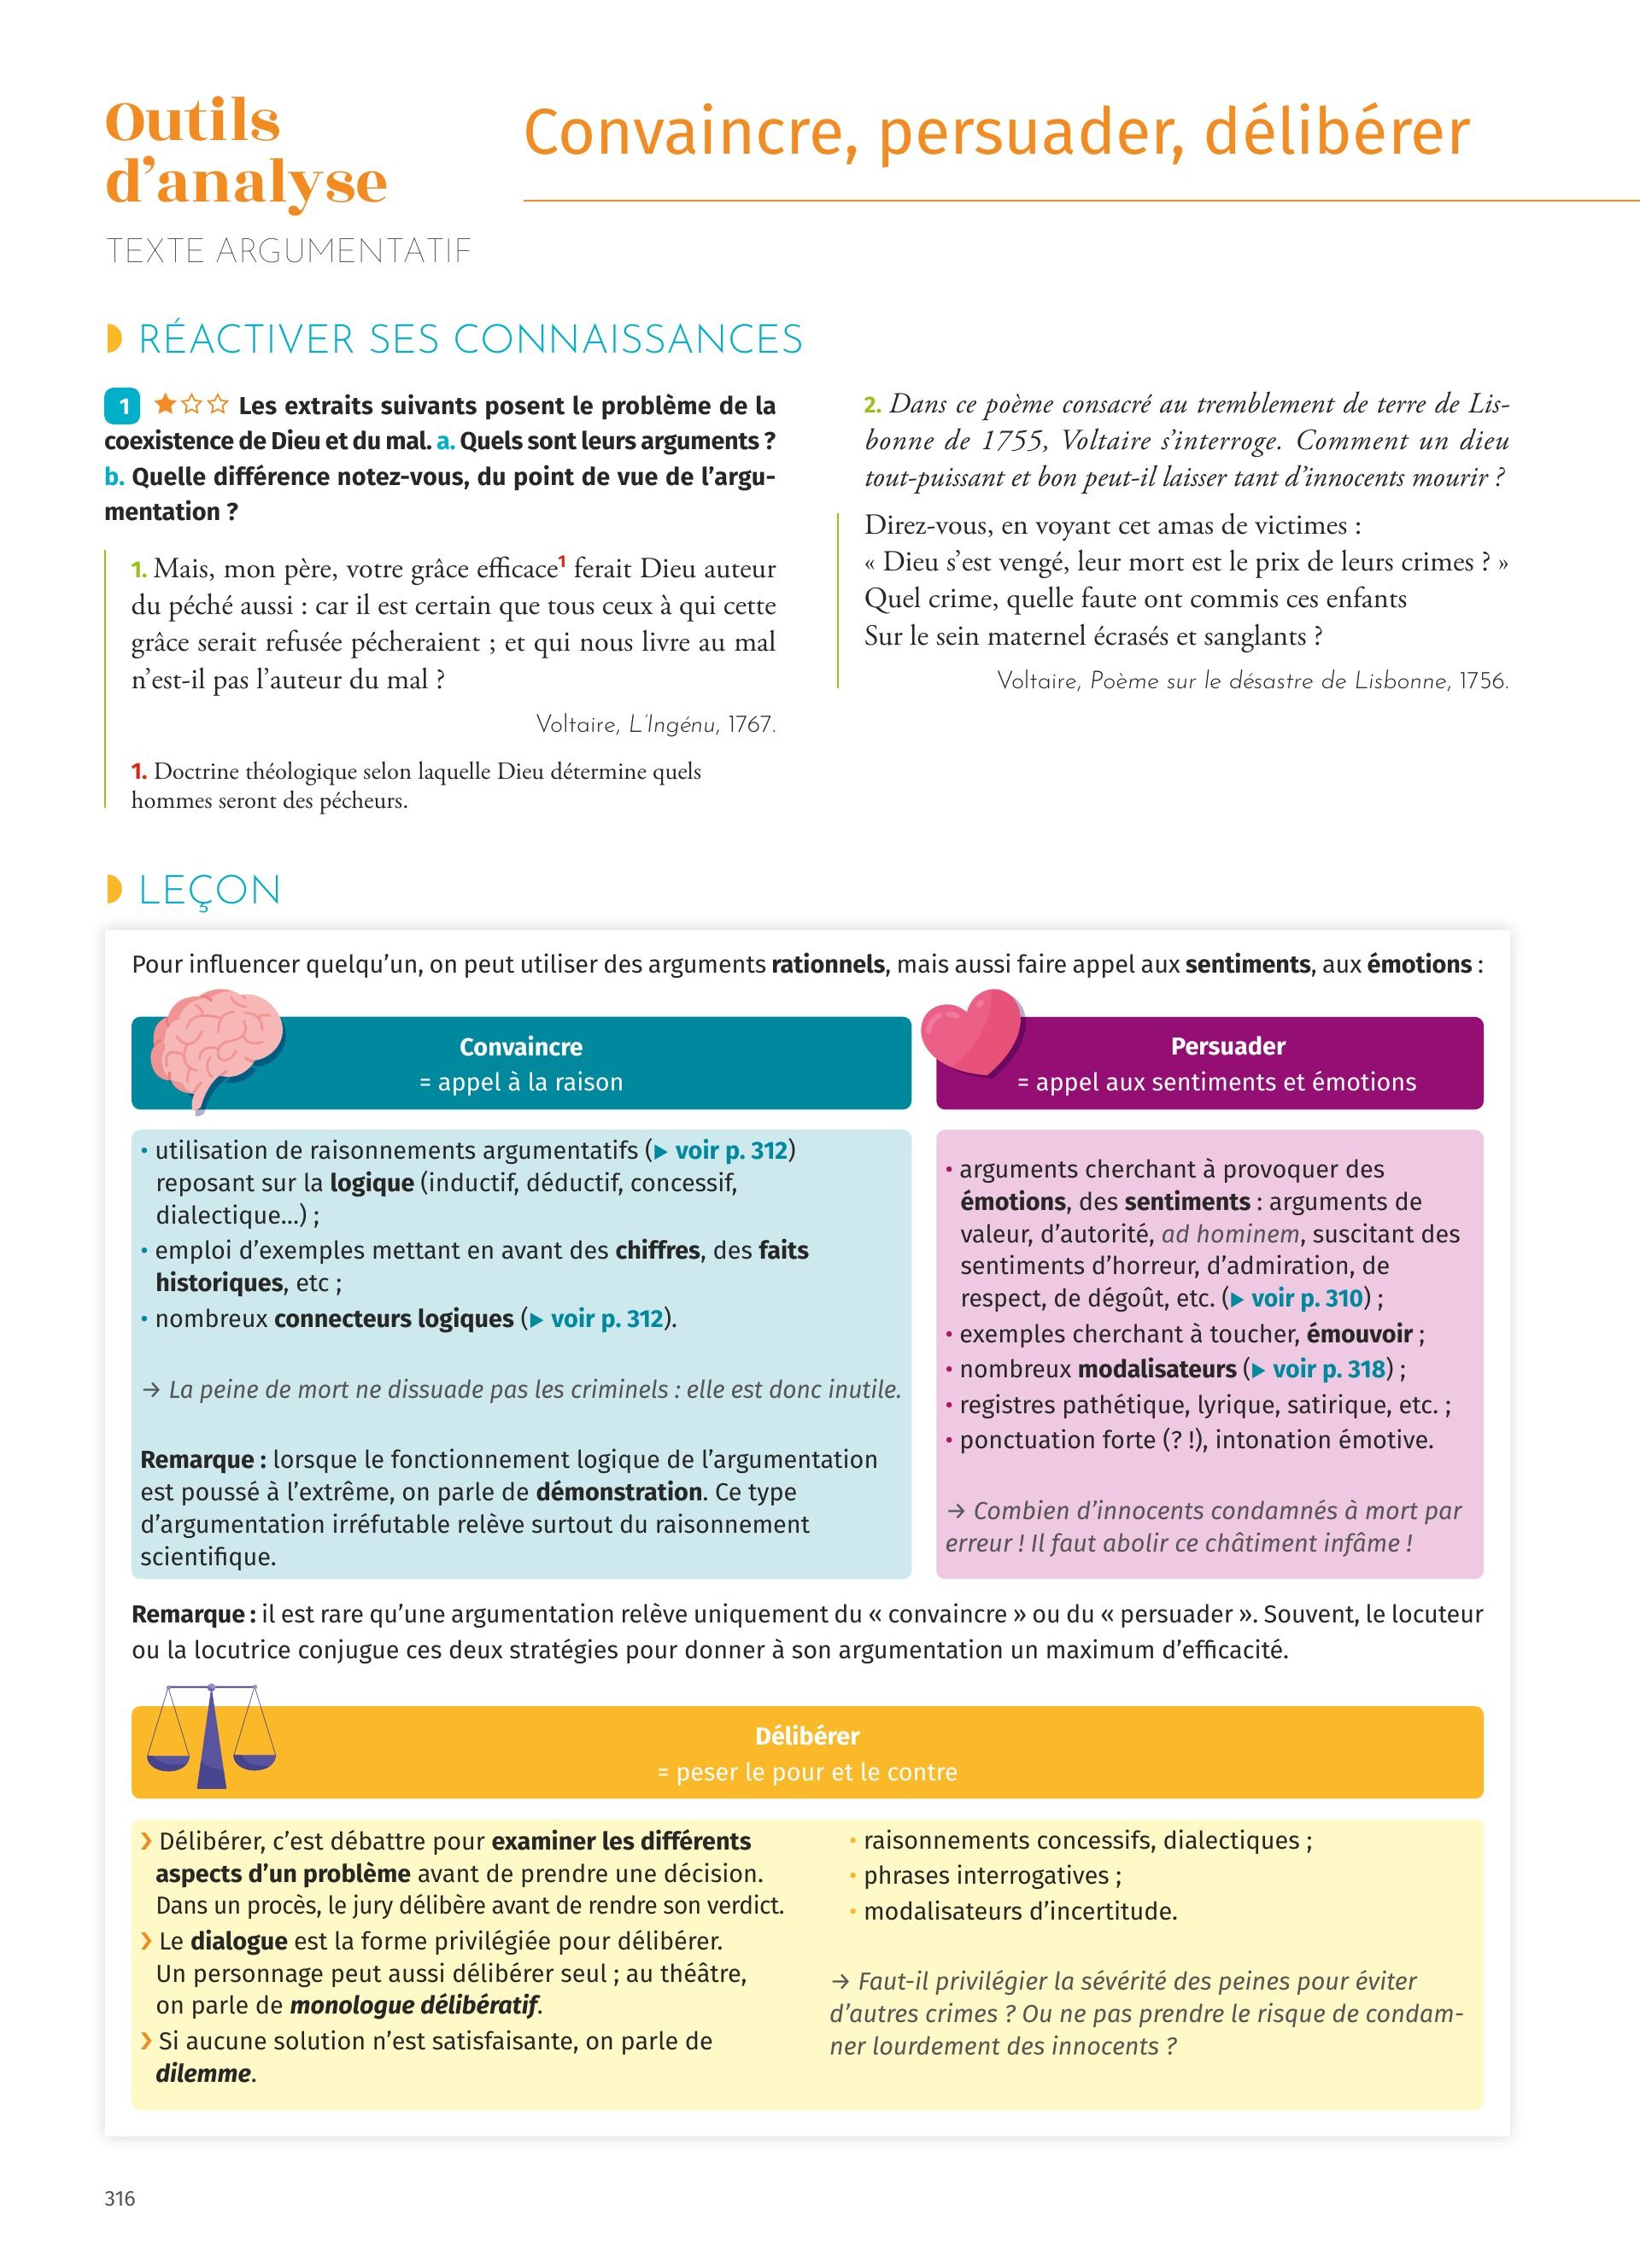 Outils
d’analyse
TEXTE ARGUMENTATIF
Convaincre, persuader, délibérer
RÉACTIVER SES CONNAISSANCES
1 Les extraits suivants posent le problème de la
coexistence de Dieu et du mal. a. Quels sont leurs arguments ?
b. Quelle différence notez-vous, du point de vue de l’argu-
mentation ?
1. Mais, mon père, votre grâce efficace1 ferait Dieu auteur
du péché aussi : car il est certain que tous ceux à qui cette
grâce serait refusée pécheraient ; et qui nous livre au mal
n’est-il pas l’auteur du mal ?
Voltaire, L’Ingénu, 1767.
1. Doctrine théologique selon laquelle Dieu détermine quels
hommes seront des pécheurs.
2. Dans ce poème consacré au tremblement de terre de Lis-
bonne de 1755, Voltaire s’interroge. Comment un dieu
tout-puissant et bon peut-il laisser tant d’innocents mourir ?
Direz-vous, en voyant cet amas de victimes :
« Dieu s’est vengé, leur mort est le prix de leurs crimes ? »
Quel crime, quelle faute ont commis ces enfants
Sur le sein maternel écrasés et sanglants ?
Voltaire, Poème sur le désastre de Lisbonne, 1756.
LEÇON
Pour influencer quelqu’un, on peut utiliser des arguments rationnels, mais aussi faire appel aux sentiments, aux émotions :
Convaincre
= appel à la raison
• utilisation de raisonnements argumentatifs (▶ voir p. 312)
reposant sur la logique (inductif, déductif, concessif,
dialectique...) ;
• emploi d’exemples mettant en avant des chiffres, des faits
historiques, etc ;
• nombreux connecteurs logiques (▶ voir p. 312).
→ La peine de mort ne dissuade pas les criminels : elle est donc inutile.
Remarque : lorsque le fonctionnement logique de l’argumentation
est poussé à l’extrême, on parle de démonstration. Ce type
d’argumentation irréfutable relève surtout du raisonnement
scientifique.
Persuader
= appel aux sentiments et émotions
• arguments cherchant à provoquer des
émotions, des sentiments : arguments de
valeur, d’autorité, ad hominem, suscitant des
sentiments d’horreur, d’admiration, de
respect, de dégoût, etc. (▶ voir p. 310) ;
• exemples cherchant à toucher, émouvoir ;
• nombreux modalisateurs (▶ voir p. 318) ;
• registres pathétique, lyrique, satirique, etc. ;
• ponctuation forte (? !), intonation émotive.
→ Combien d’innocents condamnés à mort par
erreur ! Il faut abolir ce châtiment infâme !
Remarque : il est rare qu’une argumentation relève uniquement du « convaincre » ou du « persuader ». Souvent, le locuteur
ou la locutrice conjugue ces deux stratégies pour donner à son argumentation un maximum d’efficacité.
Délibérer
= peser le pour et le contre
❯ Délibérer, c’est débattre pour examiner les différents
aspects d’un problème avant de prendre une décision.
Dans un procès, le jury délibère avant de rendre son verdict.
❯ Le dialogue est la forme privilégiée pour délibérer.
Un personnage peut aussi délibérer seul ; au théâtre,
on parle de monologue délibératif.
❯ Si aucune solution n’est satisfaisante, on parle de
dilemme.
• raisonnements concessifs, dialectiques ;
• phrases interrogatives ;
• modalisateurs d’incertitude.
→ Faut-il privilégier la sévérité des peines pour éviter
d’autres crimes ? Ou ne pas prendre le risque de condam-
ner lourdement des innocents ?
316